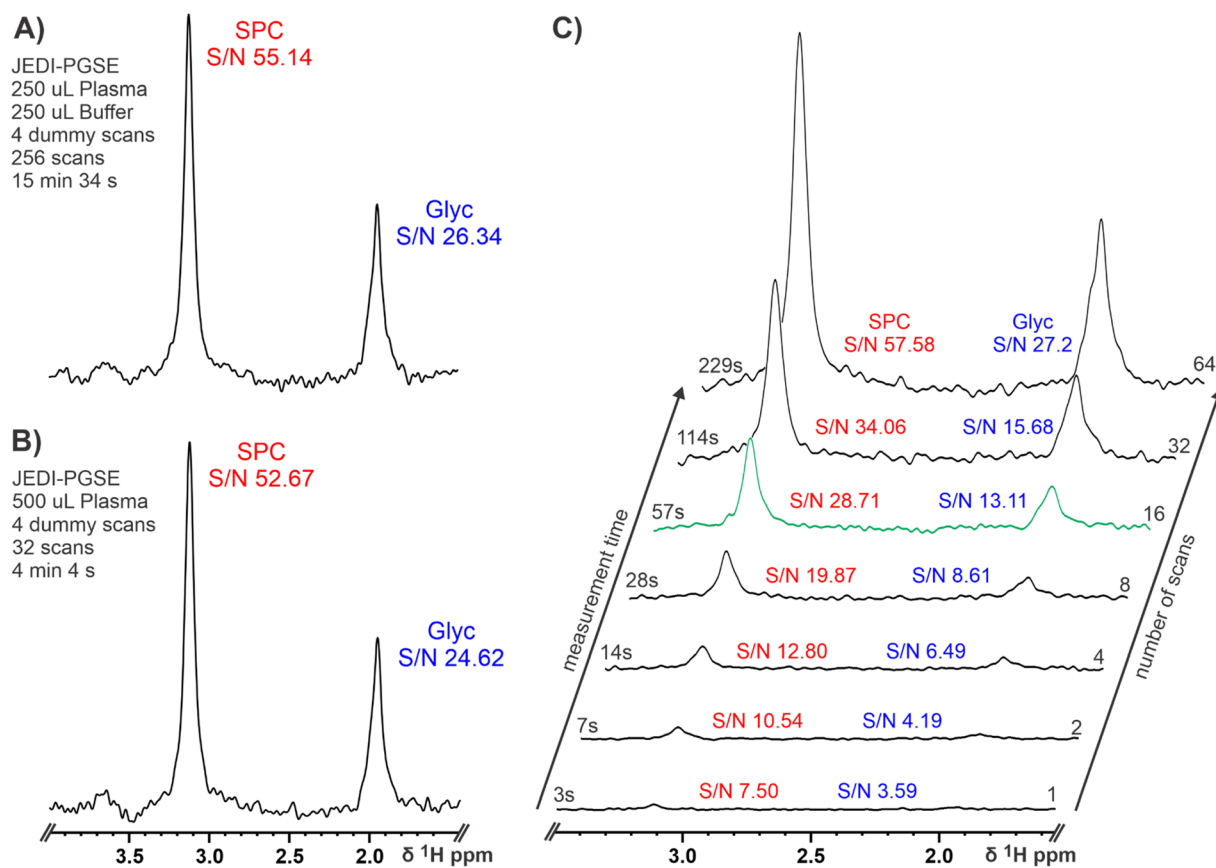 A)
JEDI-PGSE
250 uL Plasma
250 uL Buffer
4 dummy scans
256 scans
15 min 34 s
SPC
S/N 55.14
Glyc
S/N 26.34
B)
JEDI-PGSE
500 uL Plasma
4 dummy scans
32 scans
4 min 4 s
SPC
S/N 52.67
Glyc
S/N 24.62
3.5 3.0 2.5 2.0 δ ¹H ppm
C)
SPC
S/N 57.58
Glyc
S/N 27.2
229s 64
114s S/N 34.06 S/N 15.68 32
57s S/N 28.71 S/N 13.11 16
28s S/N 19.87 S/N 8.61 8
14s S/N 12.80 S/N 6.49 4
7s S/N 10.54 S/N 4.19 2
3s S/N 7.50 S/N 3.59 1
measurement time
number of scans
3.0 2.0 δ ¹H ppm